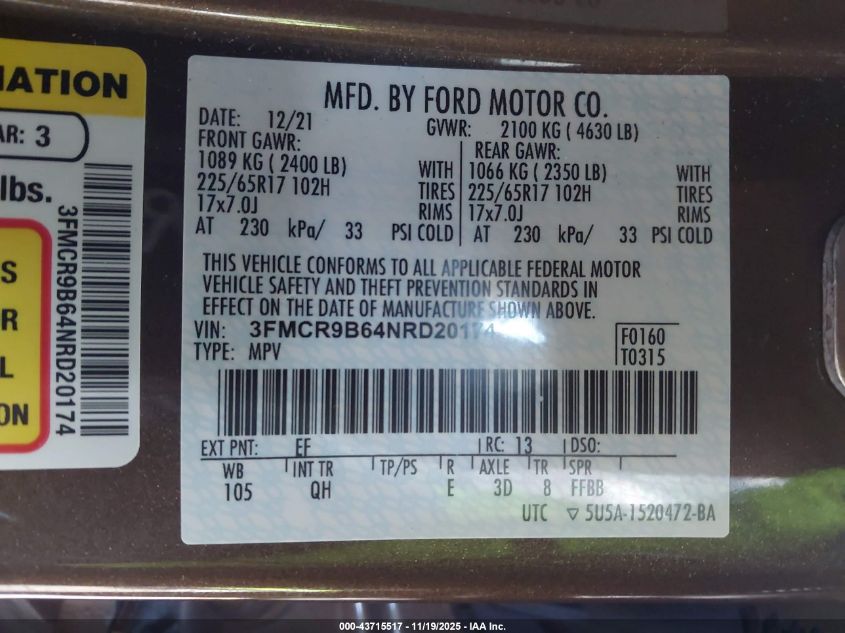 MATION
AR: 3
lbs.
S
R
L
ON
3FMCR9B64NRD20174
MFD. BY FORD MOTOR CO.
DATE: 12/21 GVWR: 2100 KG ( 4630 LB)
FRONT GAWR: REAR GAWR:
1089 KG ( 2400 LB) WITH 1066 KG ( 2350 LB) WITH
225/65R17 102H TIRES 225/65R17 102H TIRES
17x7.0J RIMS 17x7.0J RIMS
AT 230 kPa/ 33 PSI COLD AT 230 kPa/ 33 PSI COLD
THIS VEHICLE CONFORMS TO ALL APPLICABLE FEDERAL MOTOR
VEHICLE SAFETY AND THEFT PREVENTION STANDARDS IN
EFFECT ON THE DATE OF MANUFACTURE SHOWN ABOVE.
VIN: 3FMCR9B64NRD20174 F0160
TYPE: MPV T0315
EXT PNT: EF RC: 13 DSO:
WB INT TR TP/PS R AXLE TR SPR
105 QH E 3D 8 FFBB
UTC ▽ 5U5A-1520472-BA
000-43715517 - 11/19/2025 - IAA Inc.